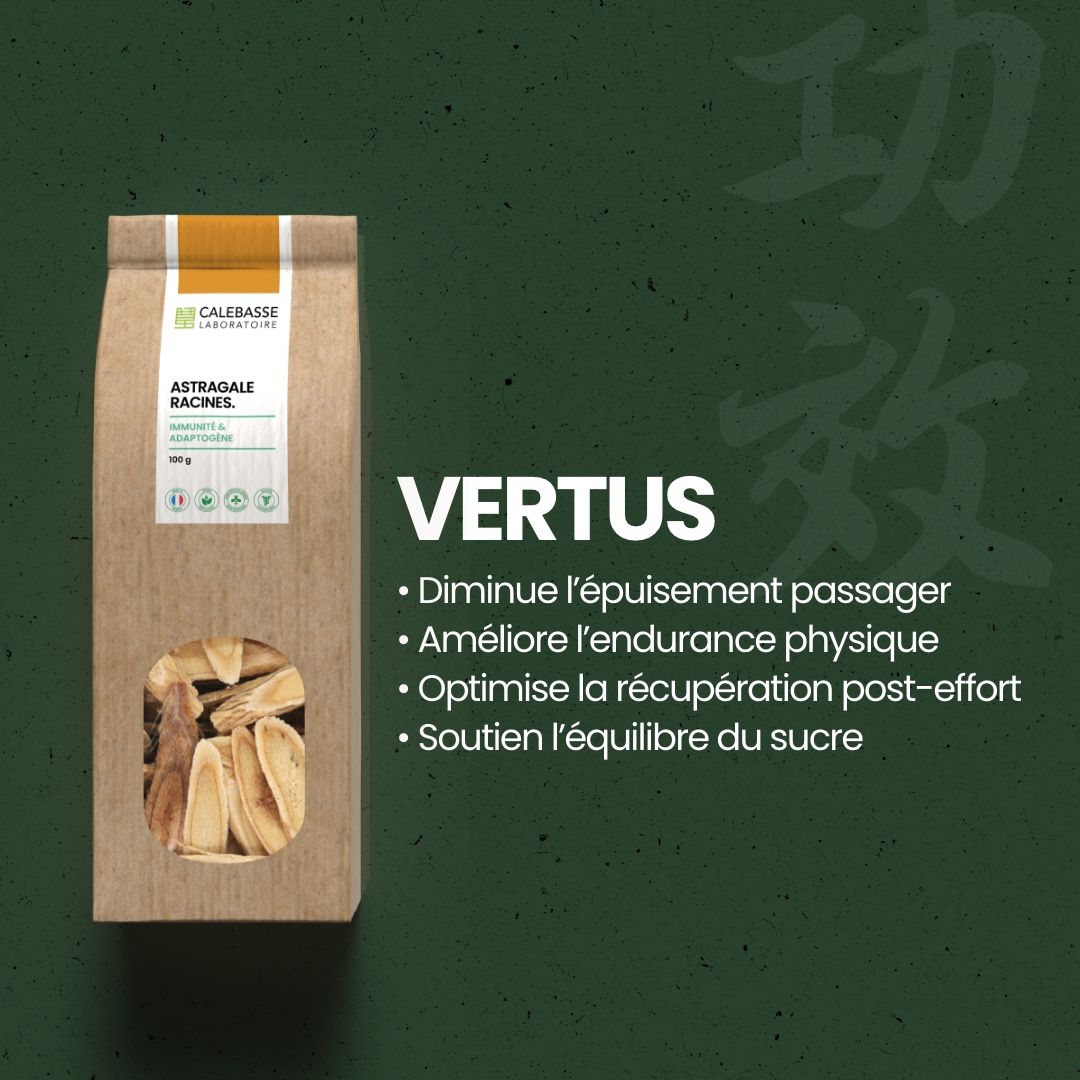 功
效
CALEBASSE
LABORATOIRE
ASTRAGALE
RACINES.
IMMUNITÉ &
ADAPTOGÈNE
100 g
VERTUS
• Diminue l’épuisement passager
• Améliore l’endurance physique
• Optimise la récupération post-effort
• Soutien l’équilibre du sucre